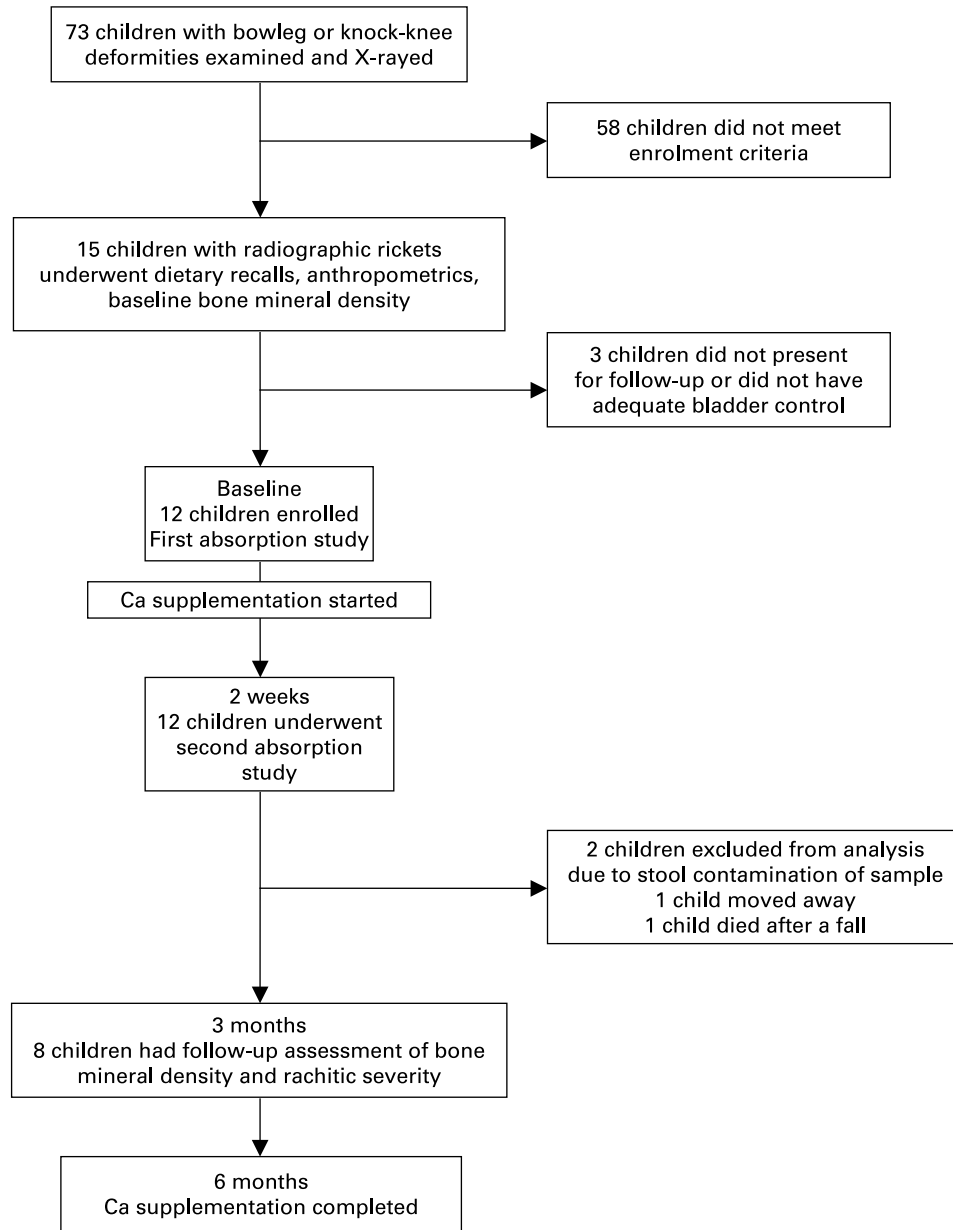 73 children with bowleg or knock-knee
deformities examined and X-rayed
58 children did not meet
enrolment criteria
15 children with radiographic rickets
underwent dietary recalls, anthropometrics,
baseline bone mineral density
3 children did not present
for follow-up or did not have
adequate bladder control
Baseline
12 children enrolled
First absorption study
Ca supplementation started
2 weeks
12 children underwent
second absorption
study
2 children excluded from analysis
due to stool contamination of sample
1 child moved away
1 child died after a fall
3 months
8 children had follow-up assessment of bone
mineral density and rachitic severity
6 months
Ca supplementation completed